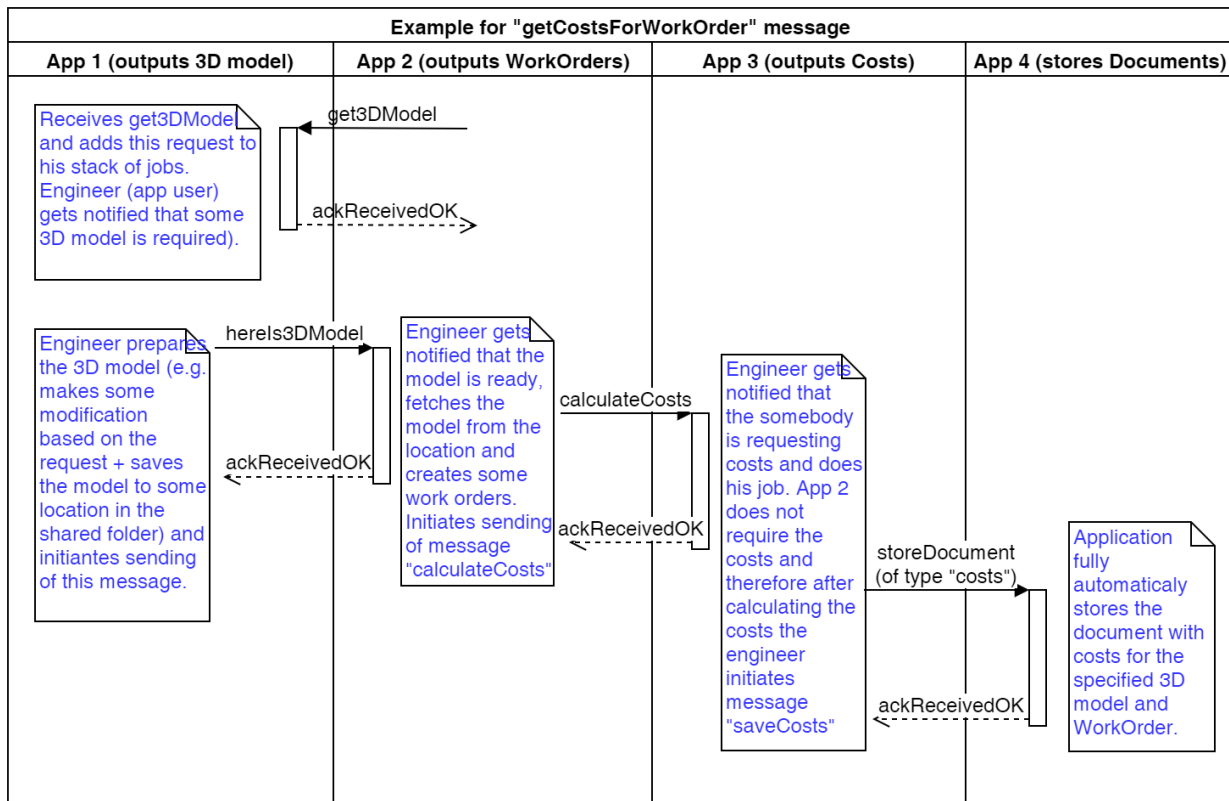 Example for "getCostsForWorkOrder" message
App 1 (outputs 3D model)
App 2 (outputs WorkOrders)
App 3 (outputs Costs)
App 4 (stores Documents)
Receives get3DModel
and adds this request to
his stack of jobs.
Engineer (app user)
gets notified that some
3D model is required).
get3DModel
ackReceivedOK
Engineer prepares
the 3D model (e.g.
makes some
modification
based on the
request + saves
the model to some
location in the
shared folder) and
initiantes sending
of this message.
hereIs3DModel
ackReceivedOK
Engineer gets
notified that the
model is ready,
fetches the
model from the
location and
creates some
work orders.
Initiates sending
of message
"calculateCosts"
calculateCosts
ackReceivedOK
Engineer gets
notified that
the somebody
is requesting
costs and does
his job. App 2
does not
require the
costs and
therefore after
calculating the
costs the
engineer
initiates
message
"saveCosts"
storeDocument
(of type "costs")
ackReceivedOK
Application
fully
automaticaly
stores the
document with
costs for the
specified 3D
model and
WorkOrder.